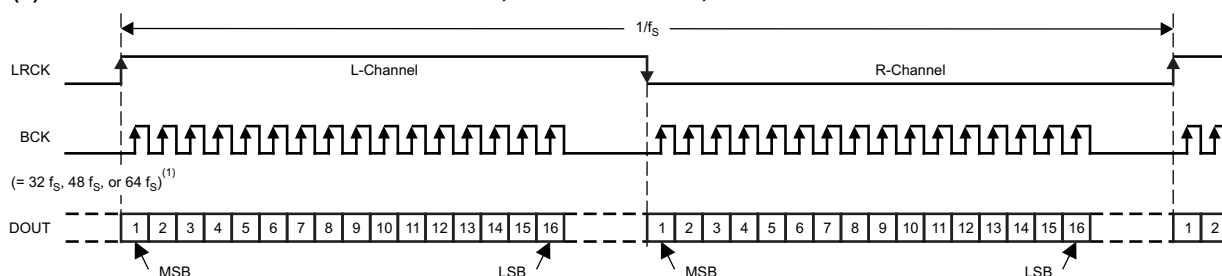 1/fS
LRCK
L-Channel
R-Channel
BCK
(= 32 fS, 48 fS, or 64 fS)(1)
DOUT
1 2 3 4 5 6 7 8 9 10 11 12 13 14 15 16 1 2 3 4 5 6 7 8 9 10 11 12 13 14 15 16 1 2
MSB LSB MSB LSB